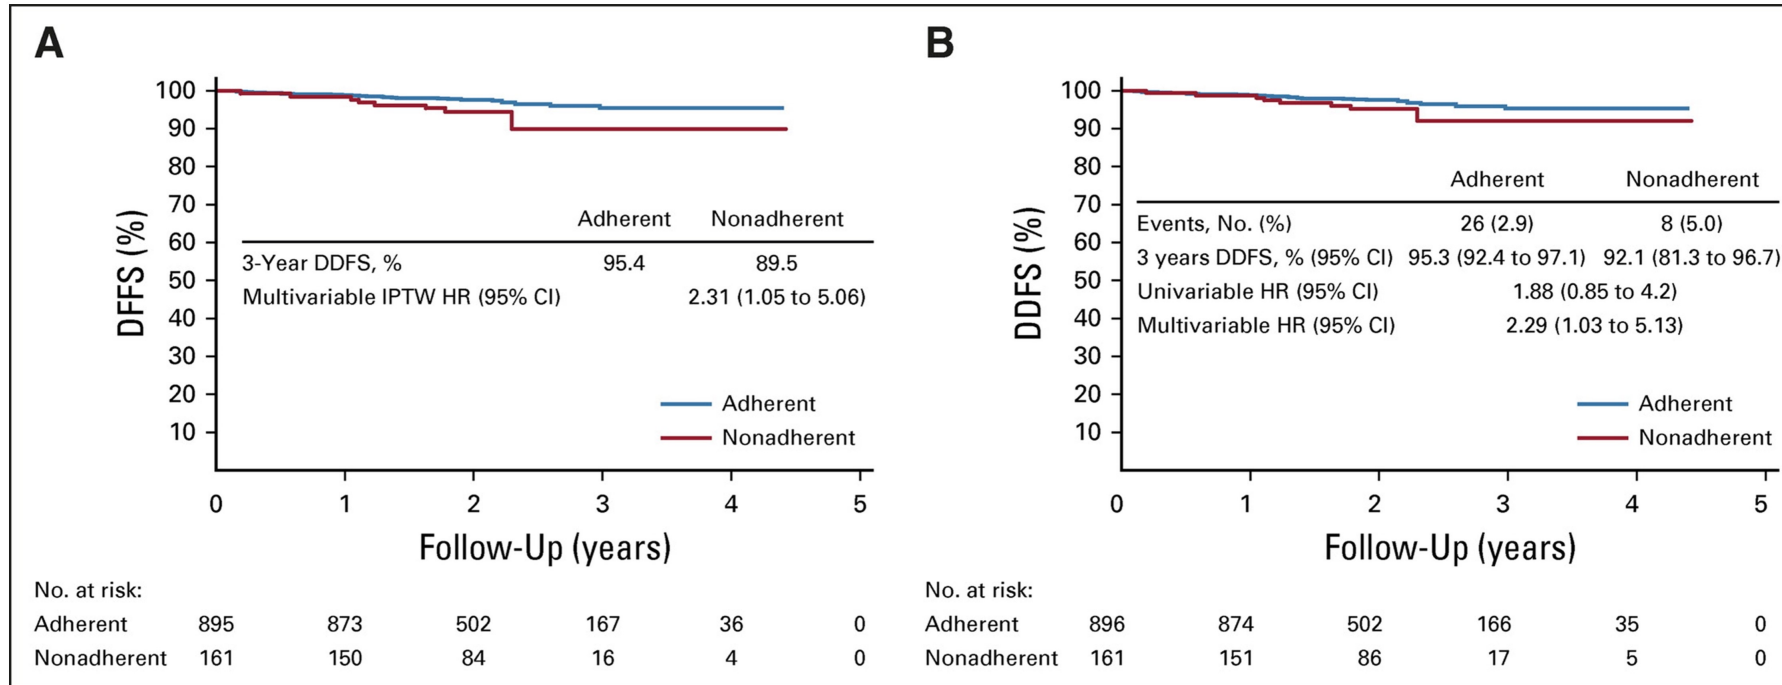 A
DFFS (%)
100
90
80
70
60
50
40
30
20
10
Adherent Nonadherent
3-Year DDFS, % 95.4 89.5
Multivariable IPTW HR (95% CI) 2.31 (1.05 to 5.06)
Adherent
Nonadherent
0 1 2 3 4 5
Follow-Up (years)
No. at risk:
Adherent 895 873 502 167 36 0
Nonadherent 161 150 84 16 4 0
B
DDFS (%)
100
90
80
70
60
50
40
30
20
10
Adherent Nonadherent
Events, No. (%) 26 (2.9) 8 (5.0)
3 years DDFS, % (95% CI) 95.3 (92.4 to 97.1) 92.1 (81.3 to 96.7)
Univariable HR (95% CI) 1.88 (0.85 to 4.2)
Multivariable HR (95% CI) 2.29 (1.03 to 5.13)
Adherent
Nonadherent
0 1 2 3 4 5
Follow-Up (years)
No. at risk:
Adherent 896 874 502 166 35 0
Nonadherent 161 151 86 17 5 0